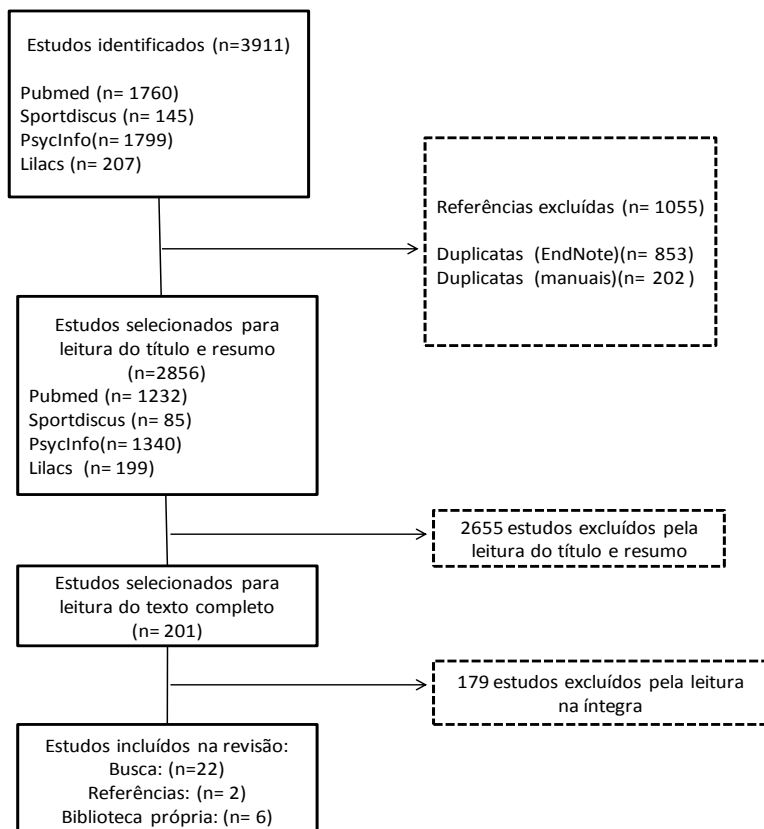 Estudos identificados (n=3911)
Pubmed (n= 1760)
Sportdiscus (n= 145)
PsycInfo(n= 1799)
Lilacs (n= 207)
Referências excluídas (n= 1055)
Duplicatas (EndNote)(n= 853)
Duplicatas (manuais)(n= 202 )
Estudos selecionados para
leitura do título e resumo
(n=2856)
Pubmed (n= 1232)
Sportdiscus (n= 85)
PsycInfo(n= 1340)
Lilacs (n= 199)
2655 estudos excluídos pela
leitura do título e resumo
Estudos selecionados para
leitura do texto completo
(n= 201)
179 estudos excluídos pela leitura
na íntegra
Estudos incluídos na revisão:
Busca: (n=22)
Referências: (n= 2)
Biblioteca própria: (n= 6)